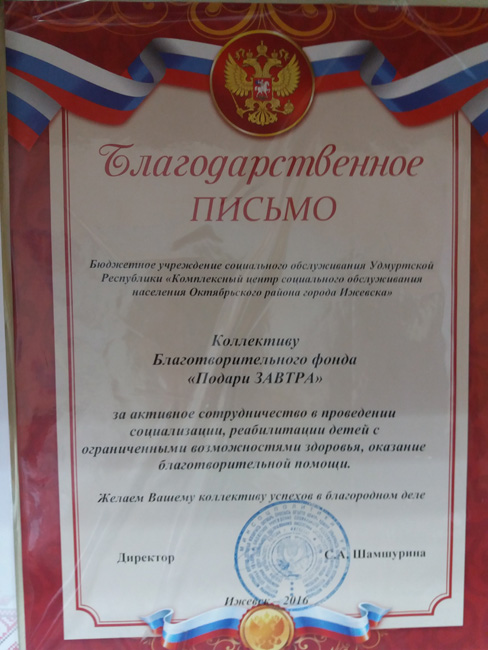 Благодарственное
ПИСЬМО
Бюджетное учреждение социального обслуживания Удмуртской
Республики «Комплексный центр социального обслуживания
населения Октябрьского района города Ижевска»
Коллективу
Благотворительного фонда
«Подари ЗАВТРА»
за активное сотрудничество в проведении
социализации, реабилитации детей с
ограниченными возможностями здоровья, оказание
благотворительной помощи.
Желаем Вашему коллективу успехов в благородном деле
Директор С.А. Шамшурина
Ижевск – 2016